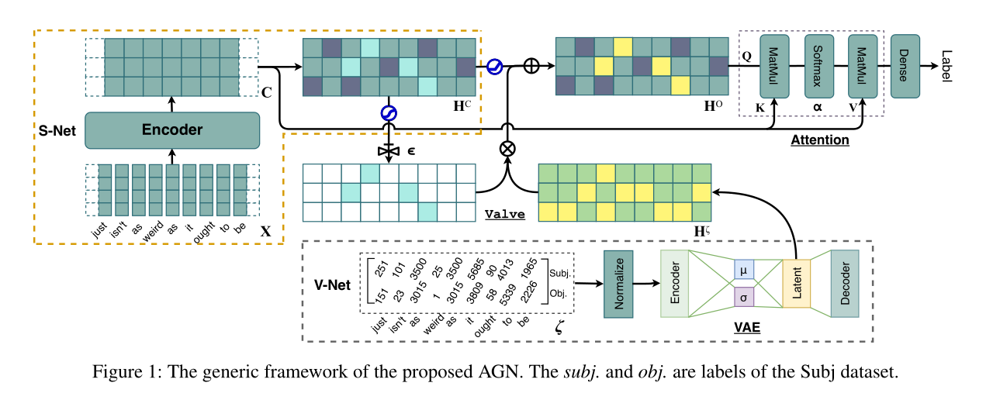 S-Net
Encoder
C
just isn't as weird as it ought to be
X
H^C
ϵ
Valve
H^O
H^ζ
Q
K
V
MatMul
Softmax
α
MatMul
Dense
Label
Attention
V-Net
251 101 3500 25 3500 5685 90 4013 1965 Subj.
151 23 3015 1 3015 3809 58 5339 2226 Obj.
just isn't as weird as it ought to be
ζ
Normalize
Encoder
μ
σ
Latent
Decoder
VAE
Figure 1: The generic framework of the proposed AGN. The subj. and obj. are labels of the Subj dataset.